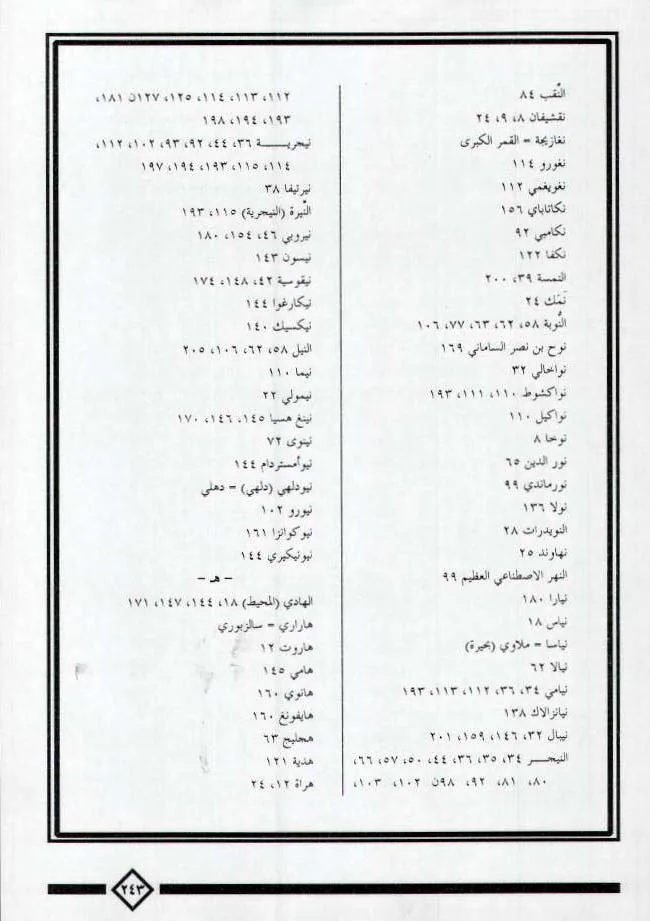 النّقب ٨٤
نقشيفان ٨، ٩، ٢٤
نغازيجة = القمر الكبرى
نغورو ١١٤
نغويغمي ١١٢
نكاتاباي ١٥٦
نكامبي ٩٢
نكفا ١٢٢
النمسة ٣٩، ٢٠٠
نَمَك ٢٤
النُّوبة ٥٨، ٦٢، ٦٣، ٧٧، ١٠٦
نوح بن نصر الساماني ١٦٩
نواخالي ٣٢
نواكشوط ١١٠، ١١١، ١٩٣
نواكيل ١١٠
نوخا ٨
نور الدين ٦٥
نورماندي ٩٩
نولا ١٣٦
النويدرات ٢٨
نهاوند ٢٥
النهر الاصطناعي العظيم ٩٩
نيارا ١٨٠
نياس ١٨
نياسا = ملاوي (بحيرة)
نيالا ٦٢
نيامي ٣٤، ٣٦، ١١٢، ١١٣، ١٩٣
نيانزالاك ١٣٨
نيبال ٣٢، ١٤٦، ١٥٩، ٢٠١
النيجـــر ٣٤، ٣٥، ٣٦، ٤٤، ٥٠، ٥٧، ٦٦،
٨٠، ٨١، ٩٢، ٩٨ن ١٠٢، ١٠٣،
١١٢، ١١٣، ١١٤، ١٢٥، ١٢٧ن ١٨١،
١٩٣، ١٩٤، ١٩٨
نيجريـــــة ٣٦، ٤٤، ٩٢، ٩٣، ١٠٢، ١١٢،
١١٤، ١١٥، ١٩٣، ١٩٤، ١٩٧
نيرتيفا ٣٨
النّيرة (النيجرية) ١١٥، ١٩٣
نيروبي ٤٦، ١٥٤، ١٨٠
نيسون ١٤٣
نيقوسية ٤٢، ١٤٨، ١٧٤
نيكارغوا ١٤٤
نيكسيك ١٤٠
النيل ٥٨، ٦٢، ١٠٦، ٢٠٥
نيما ١١٠
نيمولي ٢٢
نينغ هسيا ١٤٥، ١٤٦، ١٧٠
نينوى ٧٢
نيوأمستردام ١٤٤
نيودلهي (دلهي) = دهلي
نيورو ١٠٢
نيوكوانزا ١٦١
نيونيكيري ١٤٤
- هـ -
الهادي (المحيط) ١٨، ١٤٤، ١٤٧، ١٧١
هاراري = سالزبوري
هاروت ١٢
هامي ١٤٥
هانوي ١٦٠
هايفونغ ١٦٠
هجليج ٦٣
هدية ١٢١
هراة ١٢، ٢٤
٢٤٣